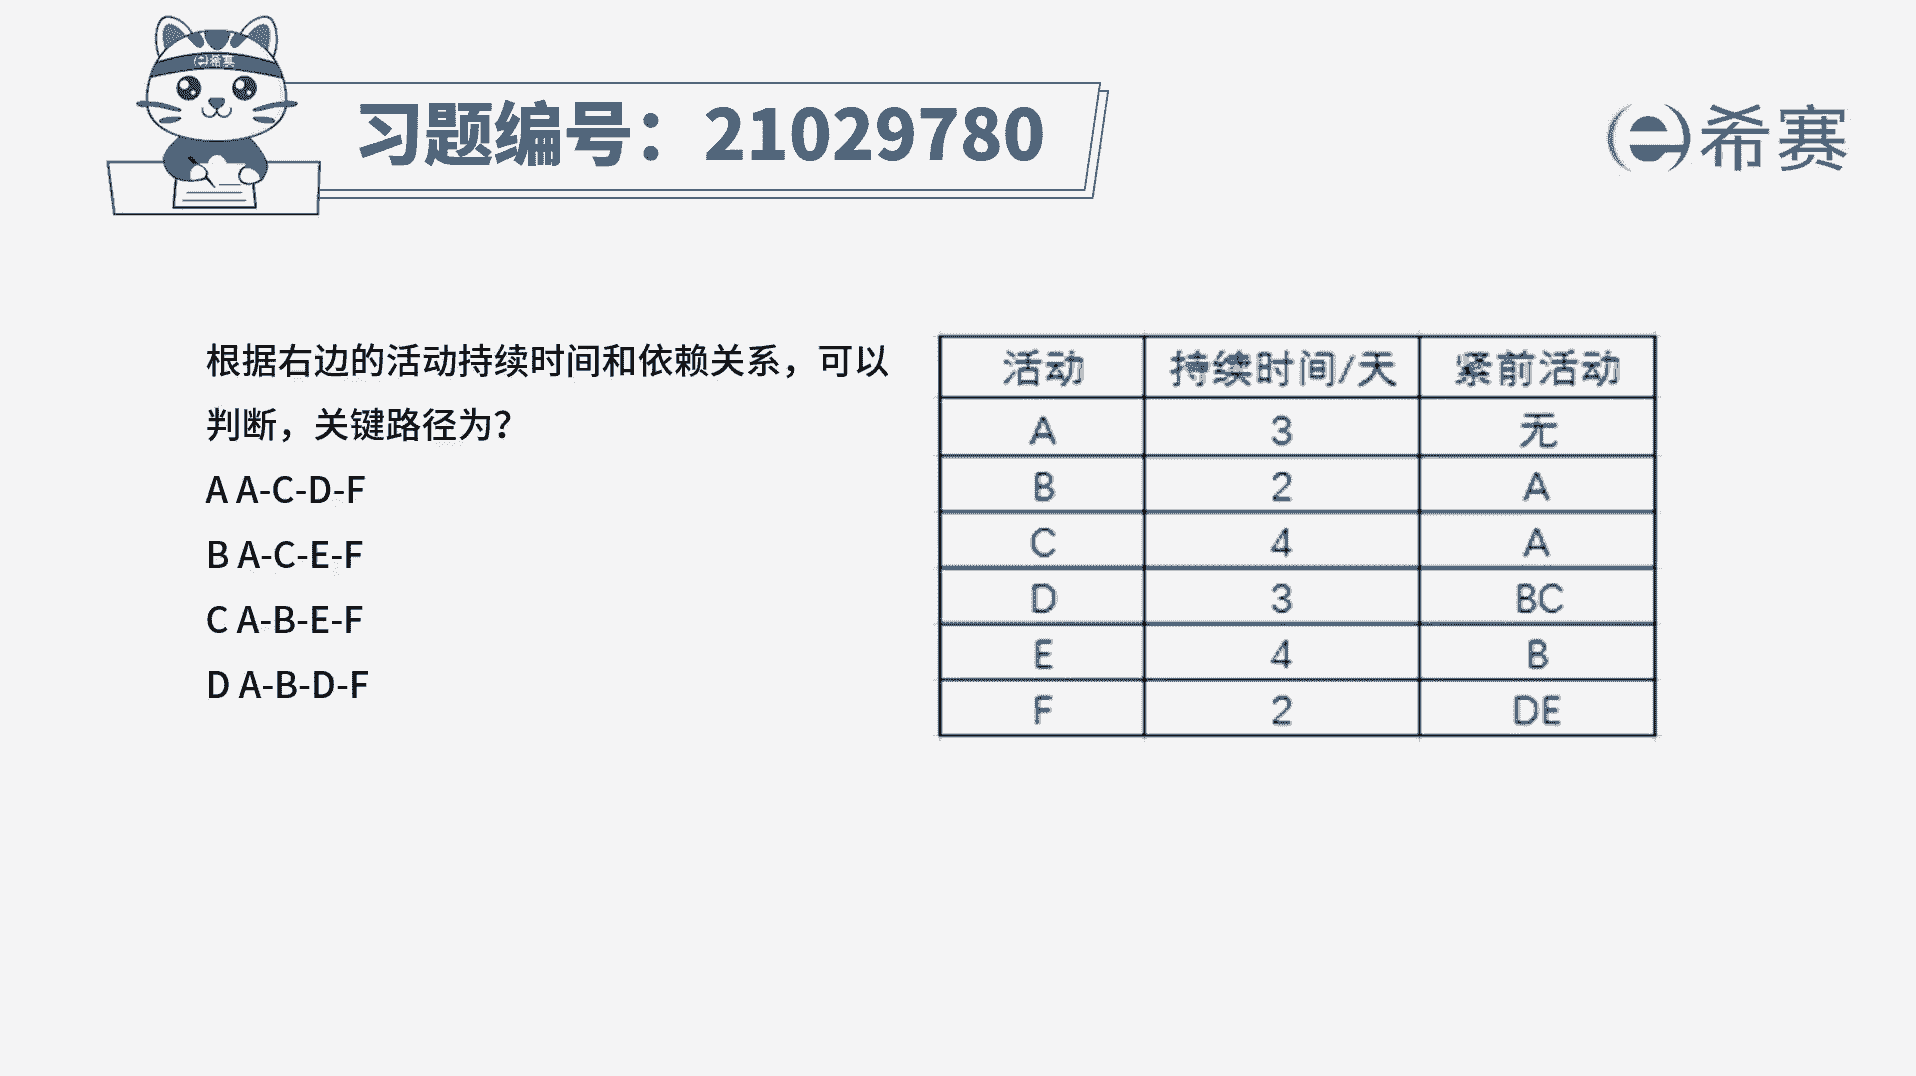 希赛
习题编号：21029780
希赛
根据右边的活动持续时间和依赖关系，可以
判断，关键路径为？
A A-C-D-F
B A-C-E-F
C A-B-E-F
D A-B-D-F
活动 持续时间/天 紧前活动
A 3 无
B 2 A
C 4 A
D 3 BC
E 4 B
F 2 DE